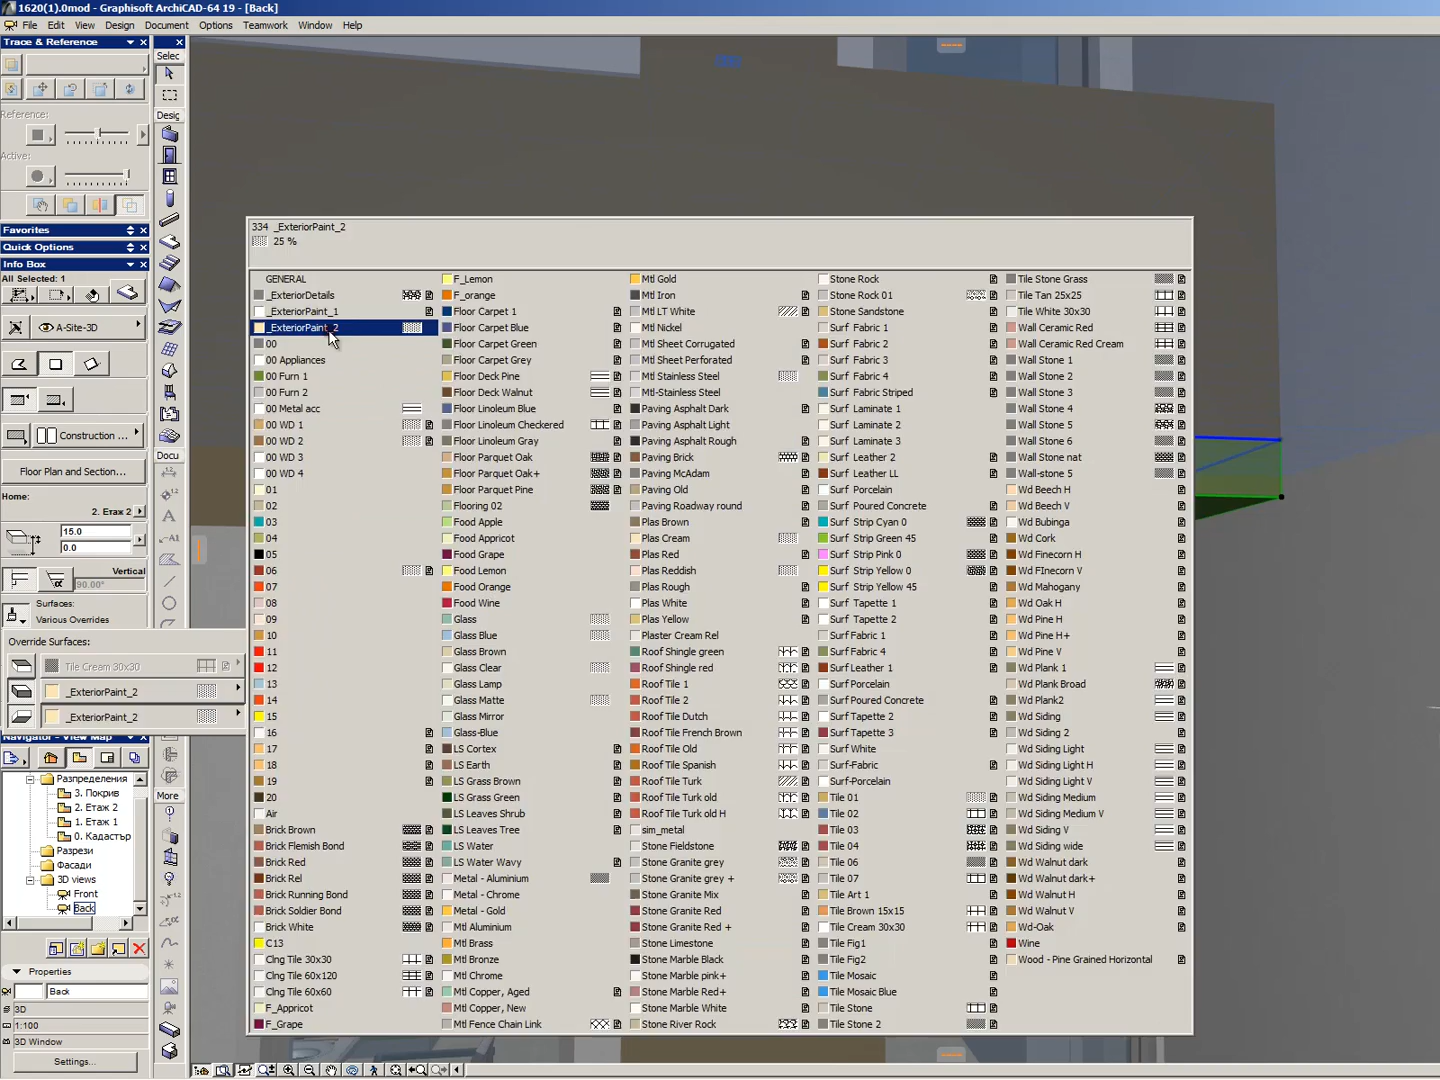 1620(1).0mod - Graphisoft ArchiCAD-64 19 - [Back]
File Edit View Design Document Options Teamwork Window Help
Trace & Reference
Selec
Reference:
Desig
Active:
Favorites
Quick Options
Info Box
All Selected: 1
A-Site-3D
Construction ...
Floor Plan and Section...
Docu
Home:
2. Етаж 2
15.0
0.0
Vertical
90.00°
Surfaces:
Various Overrides
Override Surfaces:
Tile Cream 30x30
_ExteriorPaint_2
_ExteriorPaint_2
Navigator - View Map
More
Разпределения
3. Покрив
2. Етаж 2
1. Етаж 1
0. Кадастър
Разрези
Фасади
3D views
Front
Back
Properties
Back
3D
1:100
3D Window
Settings...
334 _ExteriorPaint_2
25 %
GENERAL
_ExteriorDetails
_ExteriorPaint_1
_ExteriorPaint_2
00
00 Appliances
00 Furn 1
00 Furn 2
00 Metal acc
00 WD 1
00 WD 2
00 WD 3
00 WD 4
01
02
03
04
05
06
07
08
09
10
11
12
13
14
15
16
17
18
19
20
Air
Brick Brown
Brick Flemish Bond
Brick Red
Brick Rel
Brick Running Bond
Brick Soldier Bond
Brick White
C13
Clng Tile 30x30
Clng Tile 60x120
Clng Tile 60x60
F_Appricot
F_Grape
F_Lemon
F_orange
Floor Carpet 1
Floor Carpet Blue
Floor Carpet Green
Floor Carpet Grey
Floor Deck Pine
Floor Deck Walnut
Floor Linoleum Blue
Floor Linoleum Checkered
Floor Linoleum Gray
Floor Parquet Oak
Floor Parquet Oak+
Floor Parquet Pine
Flooring 02
Food Apple
Food Appricot
Food Grape
Food Lemon
Food Orange
Food Wine
Glass
Glass Blue
Glass Brown
Glass Clear
Glass Lamp
Glass Matte
Glass Mirror
Glass-Blue
LS Cortex
LS Earth
LS Grass Brown
LS Grass Green
LS Leaves Shrub
LS Leaves Tree
LS Water
LS Water Wavy
Metal - Aluminium
Metal - Chrome
Metal - Gold
Mtl Aluminium
Mtl Brass
Mtl Bronze
Mtl Chrome
Mtl Copper, Aged
Mtl Copper, New
Mtl Fence Chain Link
Mtl Gold
Mtl Iron
Mtl LT White
Mtl Nickel
Mtl Sheet Corrugated
Mtl Sheet Perforated
Mtl Stainless Steel
Mtl-Stainless Steel
Paving Asphalt Dark
Paving Asphalt Light
Paving Asphalt Rough
Paving Brick
Paving McAdam
Paving Old
Paving Roadway round
Plas Brown
Plas Cream
Plas Red
Plas Reddish
Plas Rough
Plas White
Plas Yellow
Plaster Cream Rel
Roof Shingle green
Roof Shingle red
Roof Tile 1
Roof Tile 2
Roof Tile Dutch
Roof Tile French Brown
Roof Tile Old
Roof Tile Spanish
Roof Tile Turk
Roof Tile Turk old
Roof Tile Turk old H
sim_metal
Stone Fieldstone
Stone Granite grey
Stone Granite grey +
Stone Granite Mix
Stone Granite Red
Stone Granite Red +
Stone Limestone
Stone Marble Black
Stone Marble pink+
Stone Marble Red+
Stone Marble White
Stone River Rock
Stone Rock
Stone Rock 01
Stone Sandstone
Surf Fabric 1
Surf Fabric 2
Surf Fabric 3
Surf Fabric 4
Surf Fabric Striped
Surf Laminate 1
Surf Laminate 2
Surf Laminate 3
Surf Leather 2
Surf Leather LL
Surf Porcelain
Surf Poured Concrete
Surf Strip Cyan 0
Surf Strip Green 45
Surf Strip Pink 0
Surf Strip Yellow 0
Surf Strip Yellow 45
Surf Tapette 1
Surf Tapette 2
Surf Fabric 1
Surf Fabric 4
Surf Leather 1
Surf Porcelain
Surf Poured Concrete
Surf Tapette 2
Surf Tapette 3
Surf White
Surf-Fabric
Surf-Porcelain
Tile 01
Tile 02
Tile 03
Tile 04
Tile 06
Tile 07
Tile Art 1
Tile Brown 15x15
Tile Cream 30x30
Tile Fig1
Tile Fig2
Tile Mosaic
Tile Mosaic Blue
Tile Stone
Tile Stone 2
Tile Stone Grass
Tile Tan 25x25
Tile White 30x30
Wall Ceramic Red
Wall Ceramic Red Cream
Wall Stone 1
Wall Stone 2
Wall Stone 3
Wall Stone 4
Wall Stone 5
Wall Stone 6
Wall Stone nat
Wall-stone 5
Wd Beech H
Wd Beech V
Wd Bubinga
Wd Cork
Wd Finecorn H
Wd FInecorn V
Wd Mahogany
Wd Oak H
Wd Pine H
Wd Pine H+
Wd Pine V
Wd Plank 1
Wd Plank Broad
Wd Plank2
Wd Siding
Wd Siding 2
Wd Siding Light
Wd Siding Light H
Wd Siding Light V
Wd Siding Medium
Wd Siding Medium V
Wd Siding V
Wd Siding wide
Wd Walnut dark
Wd Walnut dark+
Wd Walnut H
Wd Walnut V
Wd-Oak
Wine
Wood - Pine Grained Horizontal